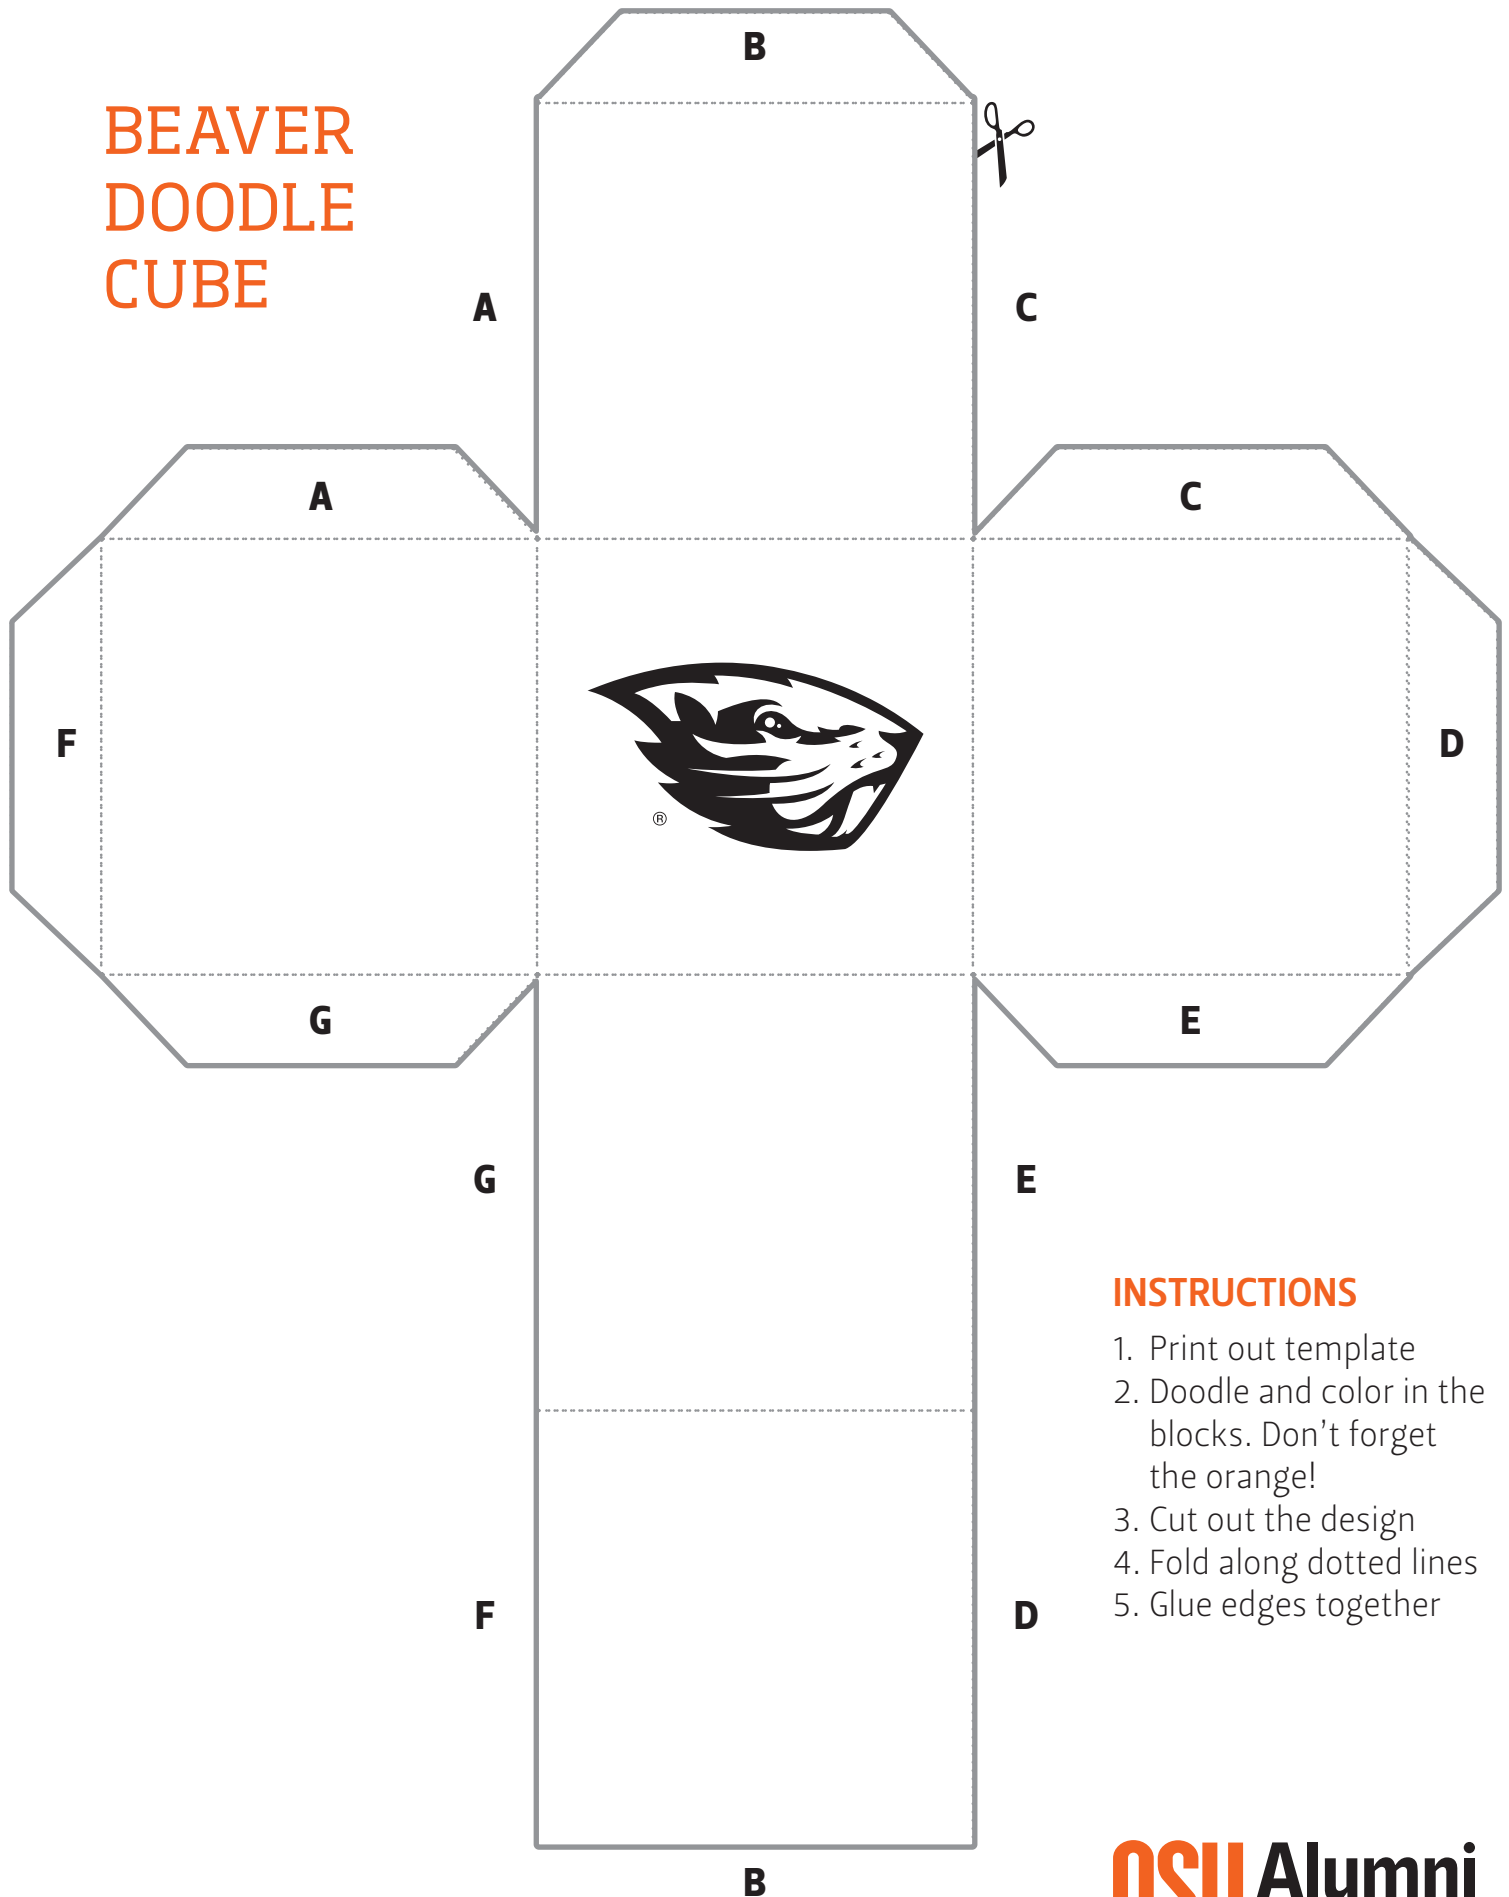 B
BEAVER
DOODLE
CUBE
A
C
A
C
F
D
®
G
E
G
E
INSTRUCTIONS
1. Print out template
2. Doodle and color in the
blocks. Don't forget
the orange!
3. Cut out the design
4. Fold along dotted lines
5. Glue edges together
F
D
B
OSU Alumni